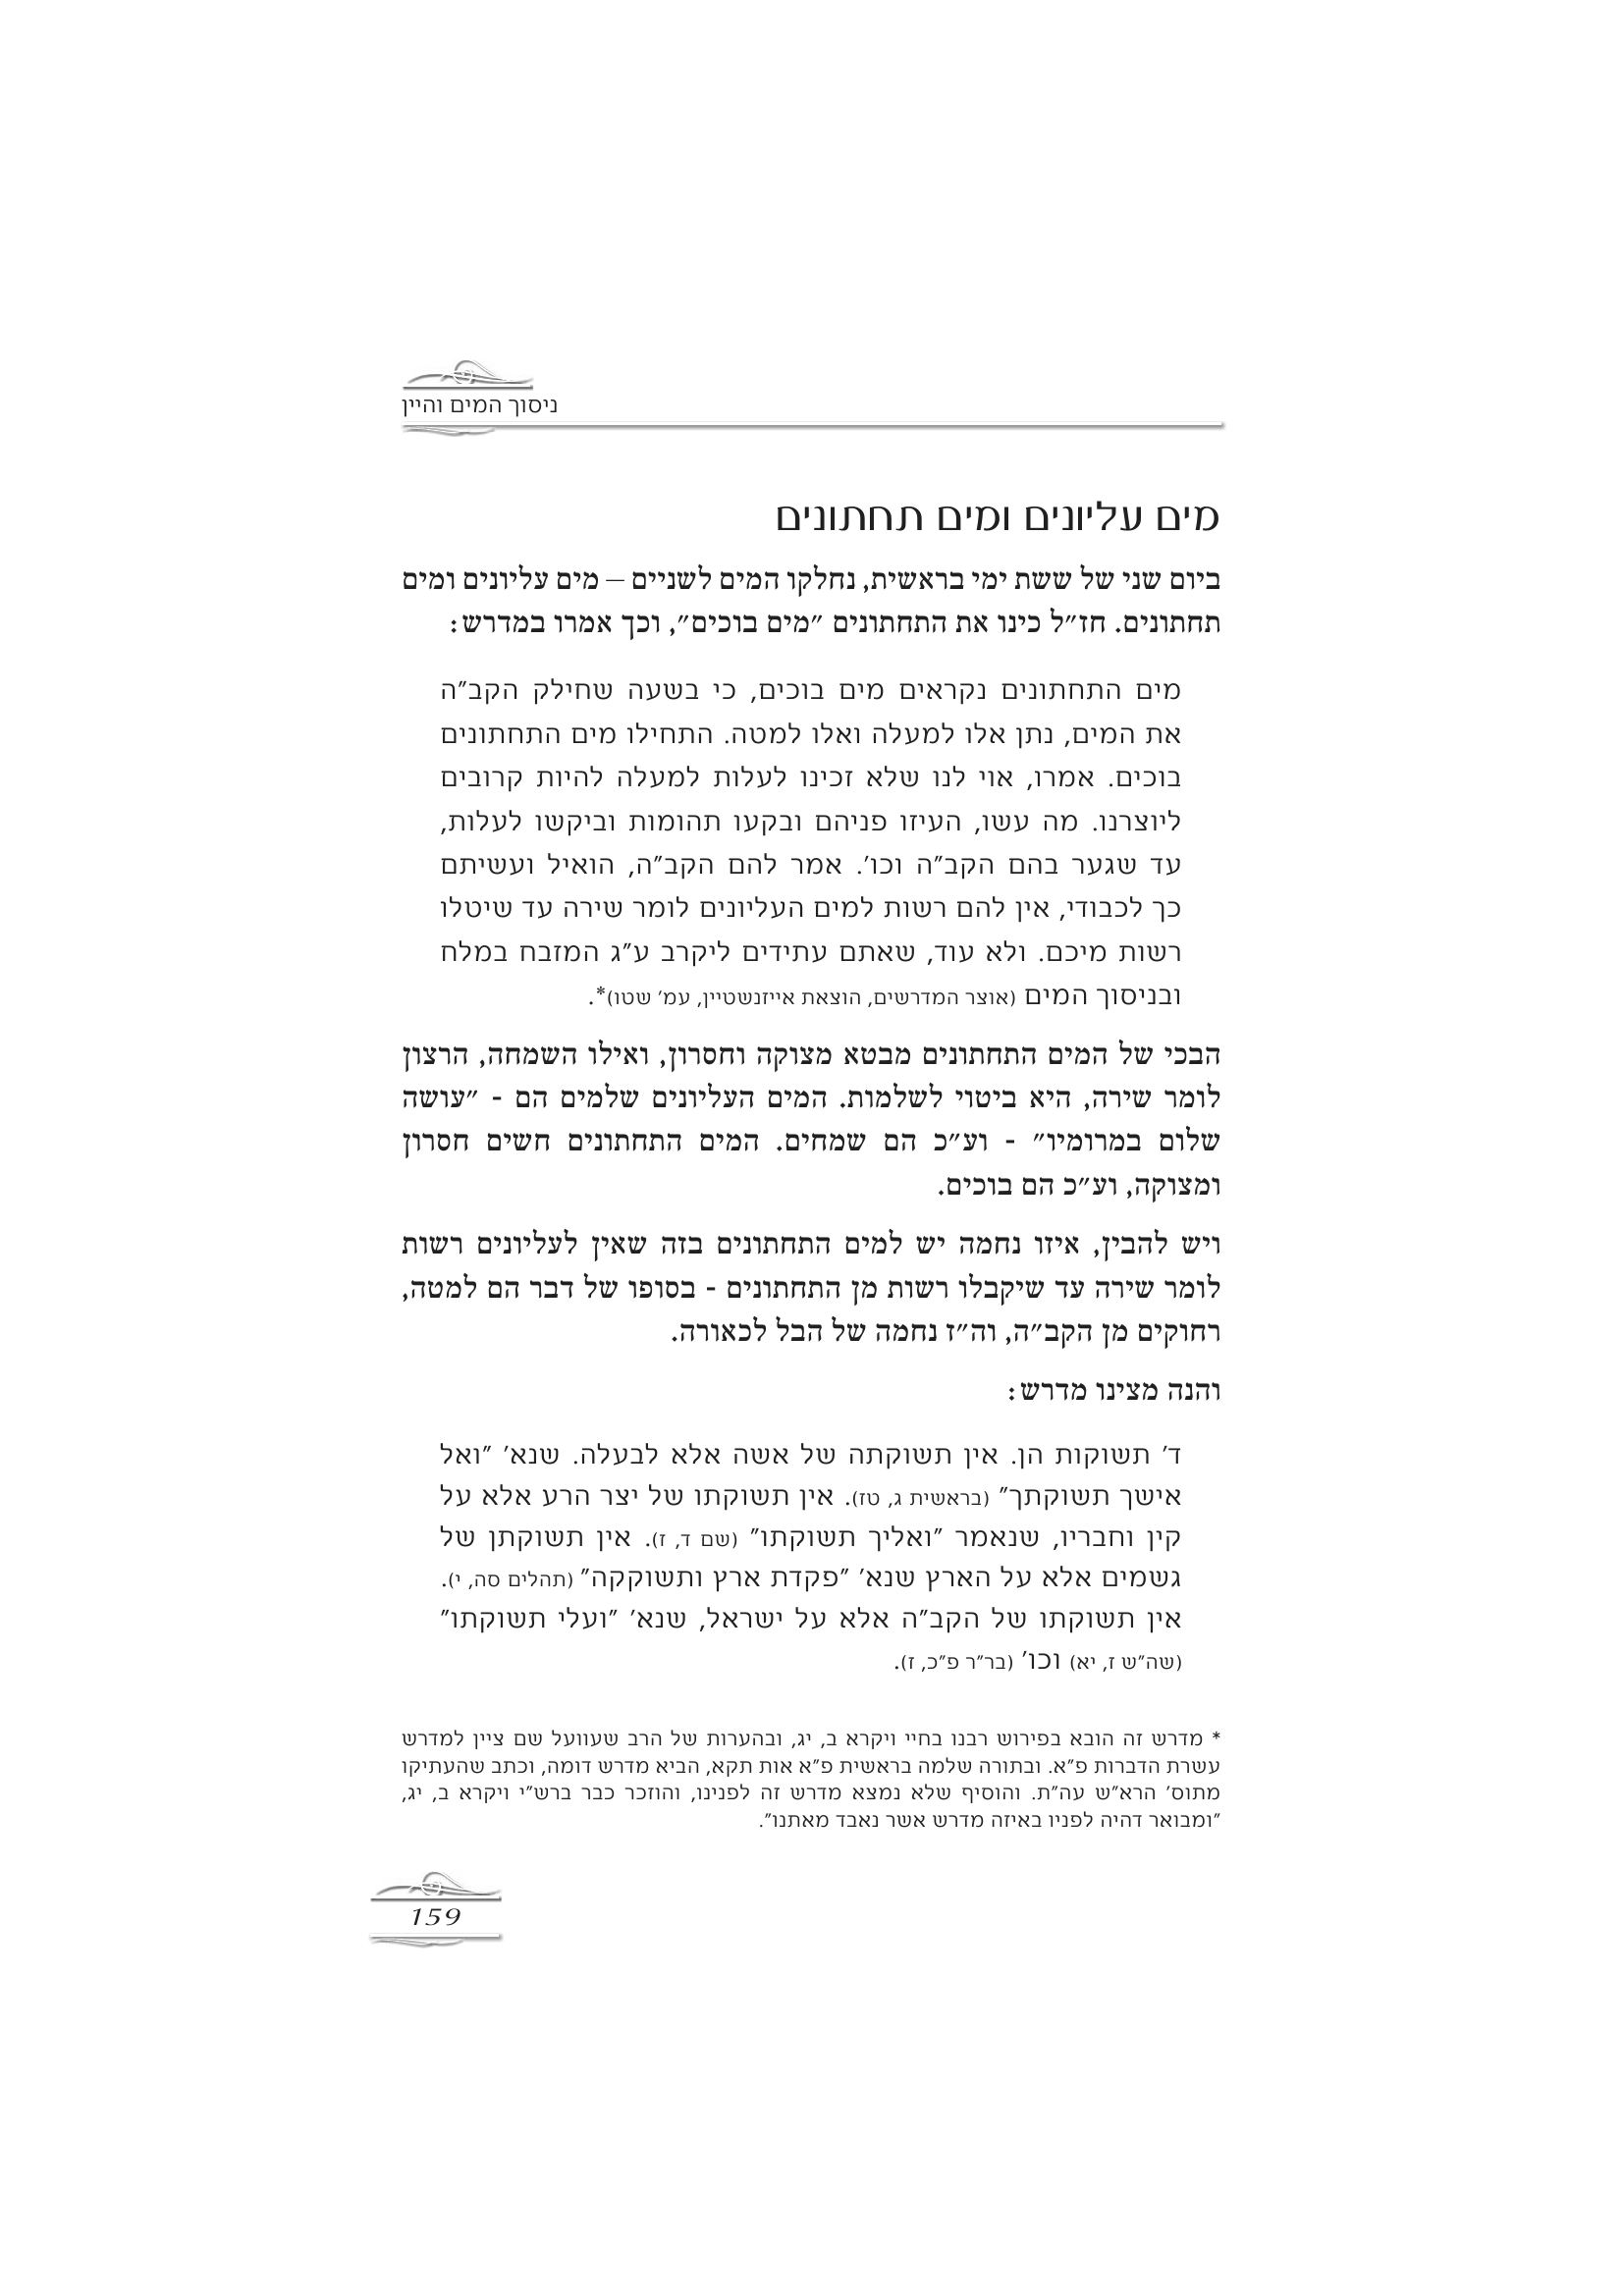 ניסוך המים והיין
מים עליונים ומים תחתונים
ביום שני של ששת ימי בראשית, נחלקו המים לשניים – מים עליונים ומים
תחתונים. חז״ל כינו את התחתונים ״מים בוכים״, וכך אמרו במדרש:
מים התחתונים נקראים מים בוכים, כי בשעה שחילק הקב״ה
את המים, נתן אלו למעלה ואלו למטה. התחילו מים התחתונים
בוכים. אמרו, אוי לנו שלא זכינו לעלות למעלה להיות קרובים
ליוצרנו. מה עשו, העיזו פניהם ובקעו תהומות וביקשו לעלות,
עד שגער בהם הקב״ה וכו׳. אמר להם הקב״ה, הואיל ועשיתם
כך לכבודי, אין להם רשות למים העליונים לומר שירה עד שיטלו
רשות מיכם. ולא עוד, שאתם עתידים ליקרב ע״ג המזבח במלח
ובניסוך המים (אוצר המדרשים, הוצאת אייזנשטיין, עמ׳ שטו)*.
הבכי של המים התחתונים מבטא מצוקה וחסרון, ואילו השמחה, הרצון
לומר שירה, היא ביטוי לשלמות. המים העליונים שלמים הם - ״עושה
שלום במרומיו״ - וע״כ הם שמחים. המים התחתונים חשים חסרון
ומצוקה, וע״כ הם בוכים.
ויש להבין, איזו נחמה יש למים התחתונים בזה שאין לעליונים רשות
לומר שירה עד שיקבלו רשות מן התחתונים - בסופו של דבר הם למטה,
רחוקים מן הקב״ה, וה״ז נחמה של הבל לכאורה.
והנה מצינו מדרש:
ד׳ תשוקות הן. אין תשוקתה של אשה אלא לבעלה. שנא׳ ״ואל
אישך תשוקתך״ (בראשית ג, טז). אין תשוקתו של יצר הרע אלא על
קין וחבריו, שנאמר ״ואליך תשוקתו״ (שם ד, ז). אין תשוקתן של
גשמים אלא על הארץ שנא׳ ״פקדת ארץ ותשוקקה״ (תהלים סה, י).
אין תשוקתו של הקב״ה אלא על ישראל, שנא׳ ״ועלי תשוקתו״
(שה״ש ז, יא) וכו׳ (בר״ר פ״כ, ז).
* מדרש זה הובא בפירוש רבנו בחיי ויקרא ב, יג, ובהערות של הרב שעוועל שם ציין למדרש
עשרת הדברות פ״א. ובתורה שלמה בראשית פ״א אות תקא, הביא מדרש דומה, וכתב שהעתיקו
מתוס׳ הרא״ש עה״ת. והוסיף שלא נמצא מדרש זה לפנינו, והוזכר כבר ברש״י ויקרא ב, יג,
״ומבואר דהיה לפניו באיזה מדרש אשר נאבד מאתנו״.
159